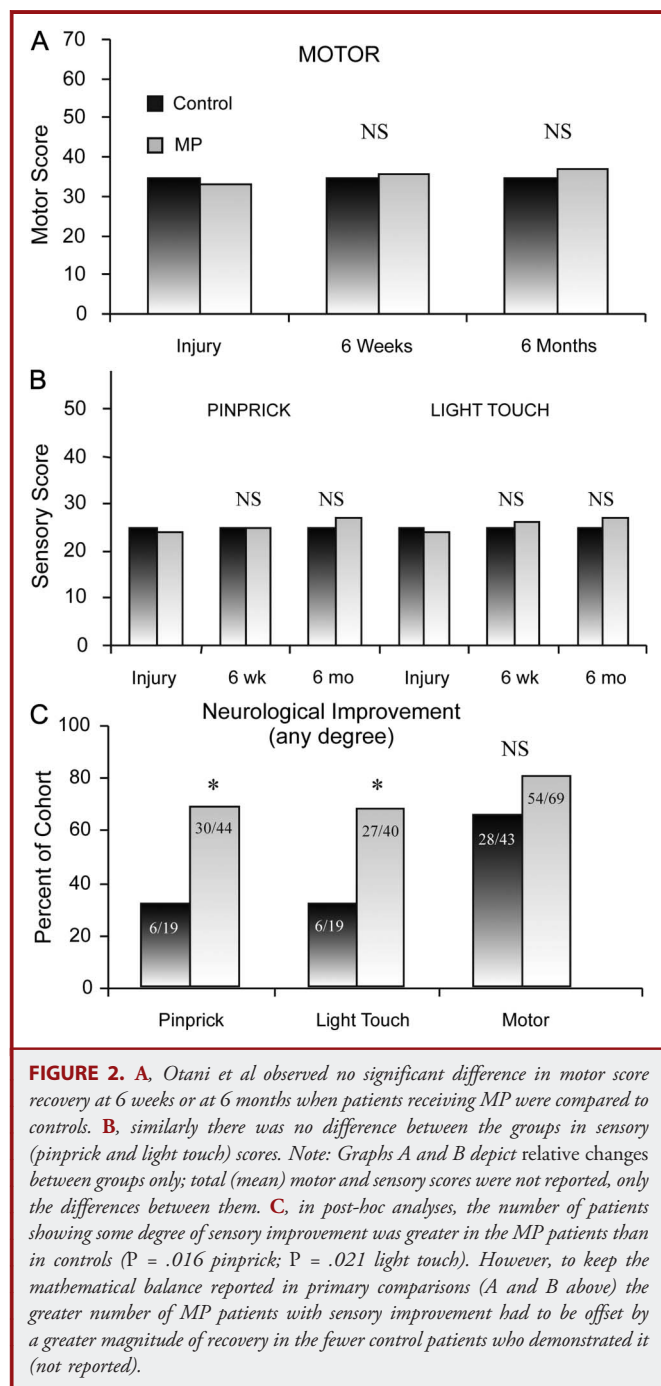 A
MOTOR
70
60
50
40
30
20
10
0
Motor Score
Control
MP
NS
NS
Injury
6 Weeks
6 Months
B
PINPRICK
LIGHT TOUCH
50
40
30
20
10
0
Sensory Score
NS
NS
NS
NS
Injury
6 wk
6 mo
Injury
6 wk
6 mo
C
Neurological Improvement
(any degree)
100
80
60
40
20
0
Percent of Cohort
*
*
NS
6/19
30/44
6/19
27/40
28/43
54/69
Pinprick
Light Touch
Motor
FIGURE 2. A, Otani et al observed no significant difference in motor score
recovery at 6 weeks or at 6 months when patients receiving MP were compared to
controls. B, similarly there was no difference between the groups in sensory
(pinprick and light touch) scores. Note: Graphs A and B depict relative changes
between groups only; total (mean) motor and sensory scores were not reported, only
the differences between them. C, in post-hoc analyses, the number of patients
showing some degree of sensory improvement was greater in the MP patients than
in controls (P = .016 pinprick; P = .021 light touch). However, to keep the
mathematical balance reported in primary comparisons (A and B above) the
greater number of MP patients with sensory improvement had to be offset by
a greater magnitude of recovery in the fewer control patients who demonstrated it
(not reported).